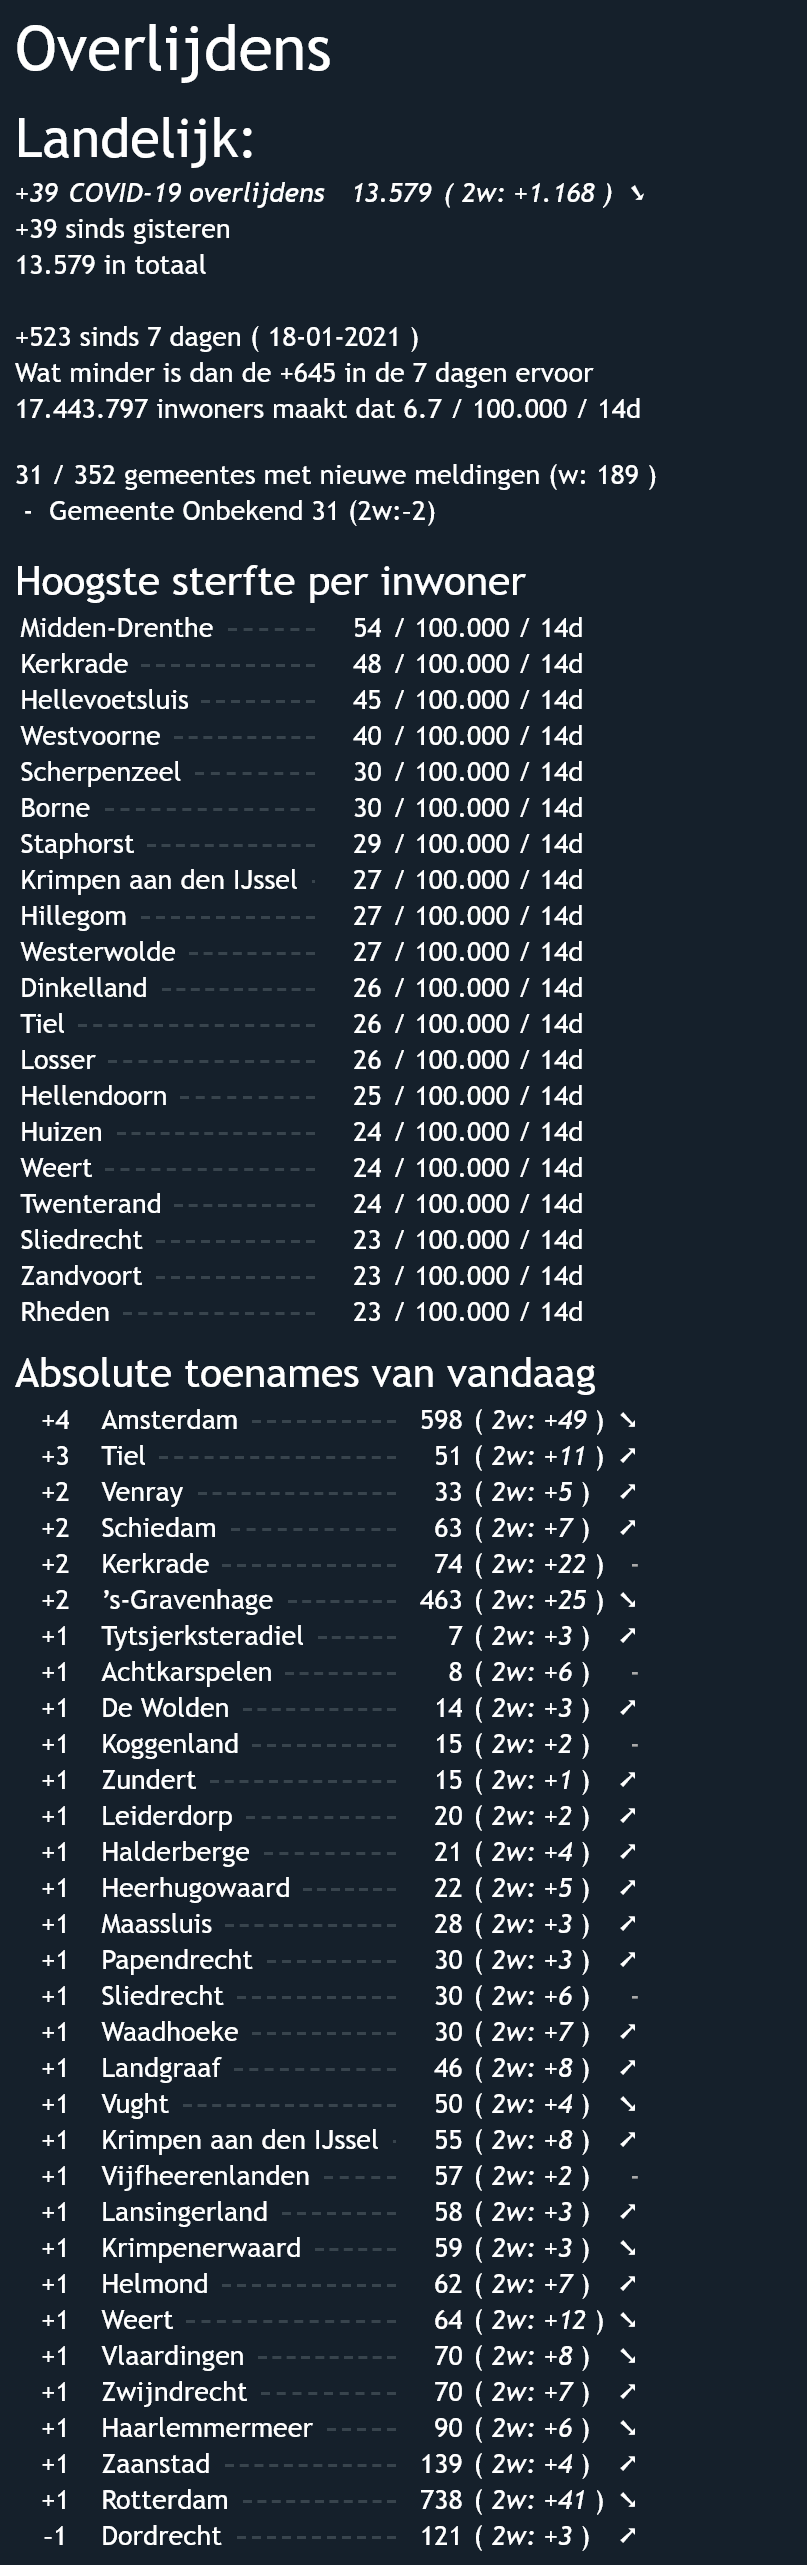 Overlijdens
Landelijk:
+39 COVID-19 overlijdens 13.579 ( 2w: +1.168 ) ➘
+39 sinds gisteren
13.579 in totaal
+523 sinds 7 dagen ( 18-01-2021 )
Wat minder is dan de +645 in de 7 dagen ervoor
17.443.797 inwoners maakt dat 6.7 / 100.000 / 14d
31 / 352 gemeentes met nieuwe meldingen (w: 189 )
- Gemeente Onbekend 31 (2w:-2)
Hoogste sterfte per inwoner
Midden-Drenthe ------ 54 / 100.000 / 14d
Kerkrade ------------ 48 / 100.000 / 14d
Hellevoetsluis -------- 45 / 100.000 / 14d
Westvoorne ---------- 40 / 100.000 / 14d
Scherpenzeel -------- 30 / 100.000 / 14d
Borne -------------- 30 / 100.000 / 14d
Staphorst ------------ 29 / 100.000 / 14d
Krimpen aan den IJssel - 27 / 100.000 / 14d
Hillegom ------------ 27 / 100.000 / 14d
Westerwolde --------- 27 / 100.000 / 14d
Dinkelland ----------- 26 / 100.000 / 14d
Tiel ---------------- 26 / 100.000 / 14d
Losser -------------- 26 / 100.000 / 14d
Hellendoorn --------- 25 / 100.000 / 14d
Huizen -------------- 24 / 100.000 / 14d
Weert -------------- 24 / 100.000 / 14d
Twenterand ---------- 24 / 100.000 / 14d
Sliedrecht ----------- 23 / 100.000 / 14d
Zandvoort ----------- 23 / 100.000 / 14d
Rheden ------------- 23 / 100.000 / 14d
Absolute toenames van vandaag
+4 Amsterdam ---------- 598 ( 2w: +49 ) ➘
+3 Tiel ---------------- 51 ( 2w: +11 ) ➚
+2 Venray -------------- 33 ( 2w: +5 ) ➚
+2 Schiedam ----------- 63 ( 2w: +7 ) ➚
+2 Kerkrade ------------ 74 ( 2w: +22 ) -
+2 ’s-Gravenhage -------- 463 ( 2w: +25 ) ➘
+1 Tytsjerksteradiel ------ 7 ( 2w: +3 ) ➚
+1 Achtkarspelen -------- 8 ( 2w: +6 ) -
+1 De Wolden ----------- 14 ( 2w: +3 ) ➚
+1 Koggenland ---------- 15 ( 2w: +2 ) -
+1 Zundert ------------- 15 ( 2w: +1 ) ➚
+1 Leiderdorp ---------- 20 ( 2w: +2 ) ➚
+1 Halderberge --------- 21 ( 2w: +4 ) ➚
+1 Heerhugowaard ------- 22 ( 2w: +5 ) ➚
+1 Maassluis ------------ 28 ( 2w: +3 ) ➚
+1 Papendrecht --------- 30 ( 2w: +3 ) ➚
+1 Sliedrecht ----------- 30 ( 2w: +6 ) -
+1 Waadhoeke ---------- 30 ( 2w: +7 ) ➚
+1 Landgraaf ----------- 46 ( 2w: +8 ) ➚
+1 Vught --------------- 50 ( 2w: +4 ) ➘
+1 Krimpen aan den IJssel - 55 ( 2w: +8 ) ➚
+1 Vijfheerenlanden ----- 57 ( 2w: +2 ) -
+1 Lansingerland -------- 58 ( 2w: +3 ) ➚
+1 Krimpenerwaard ------ 59 ( 2w: +3 ) ➘
+1 Helmond ------------ 62 ( 2w: +7 ) ➚
+1 Weert --------------- 64 ( 2w: +12 ) ➘
+1 Vlaardingen ---------- 70 ( 2w: +8 ) ➘
+1 Zwijndrecht --------- 70 ( 2w: +7 ) ➚
+1 Haarlemmermeer ----- 90 ( 2w: +6 ) ➘
+1 Zaanstad ------------ 139 ( 2w: +4 ) ➚
+1 Rotterdam ----------- 738 ( 2w: +41 ) ➘
-1 Dordrecht ----------- 121 ( 2w: +3 ) ➚